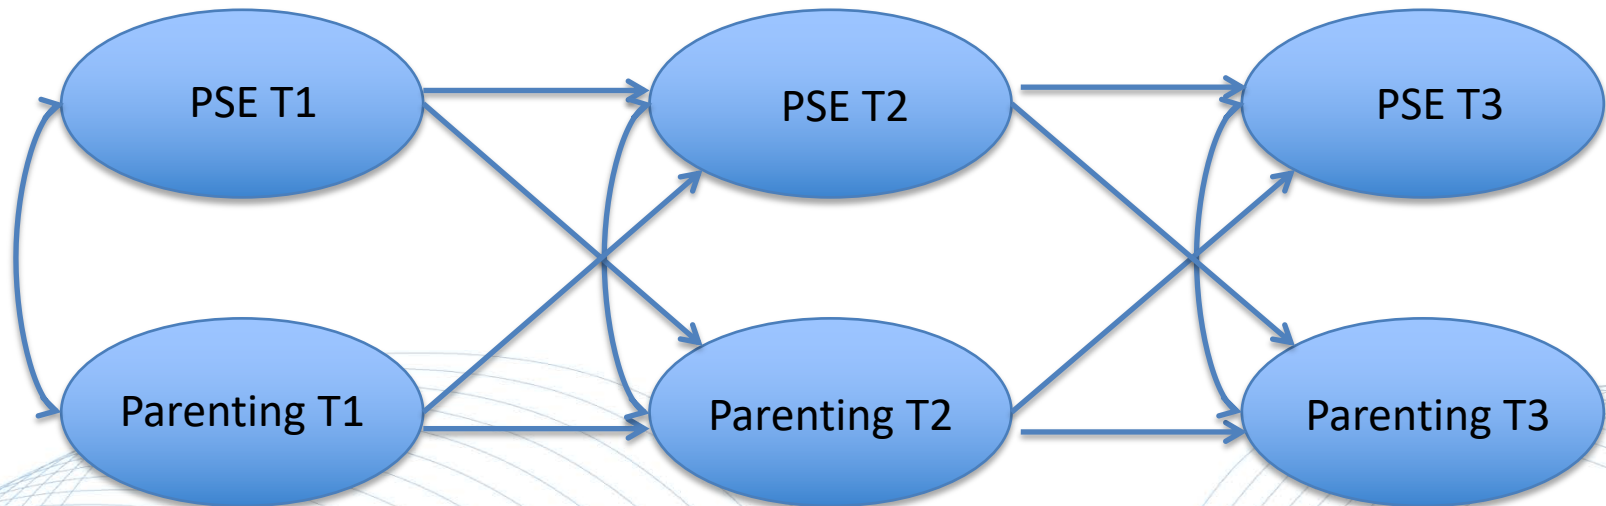 PSE T1
PSE T2
PSE T3
Parenting T1
Parenting T2
Parenting T3